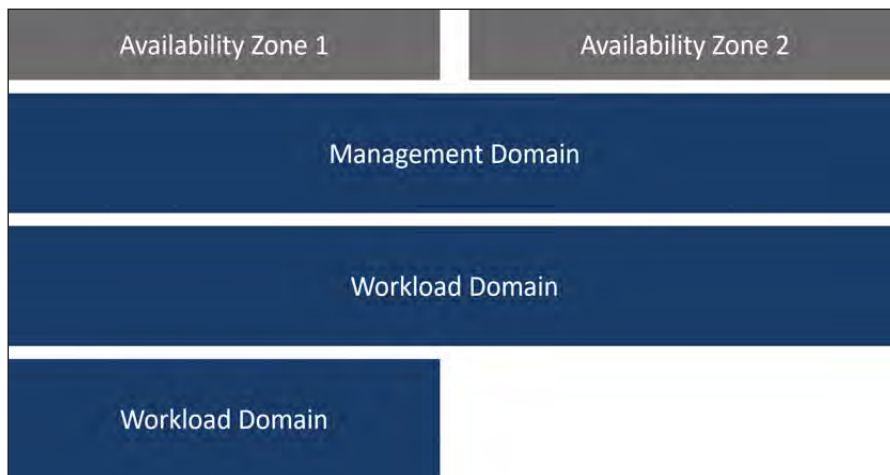 Availability Zone 1
Availability Zone 2
Management Domain
Workload Domain
Workload Domain